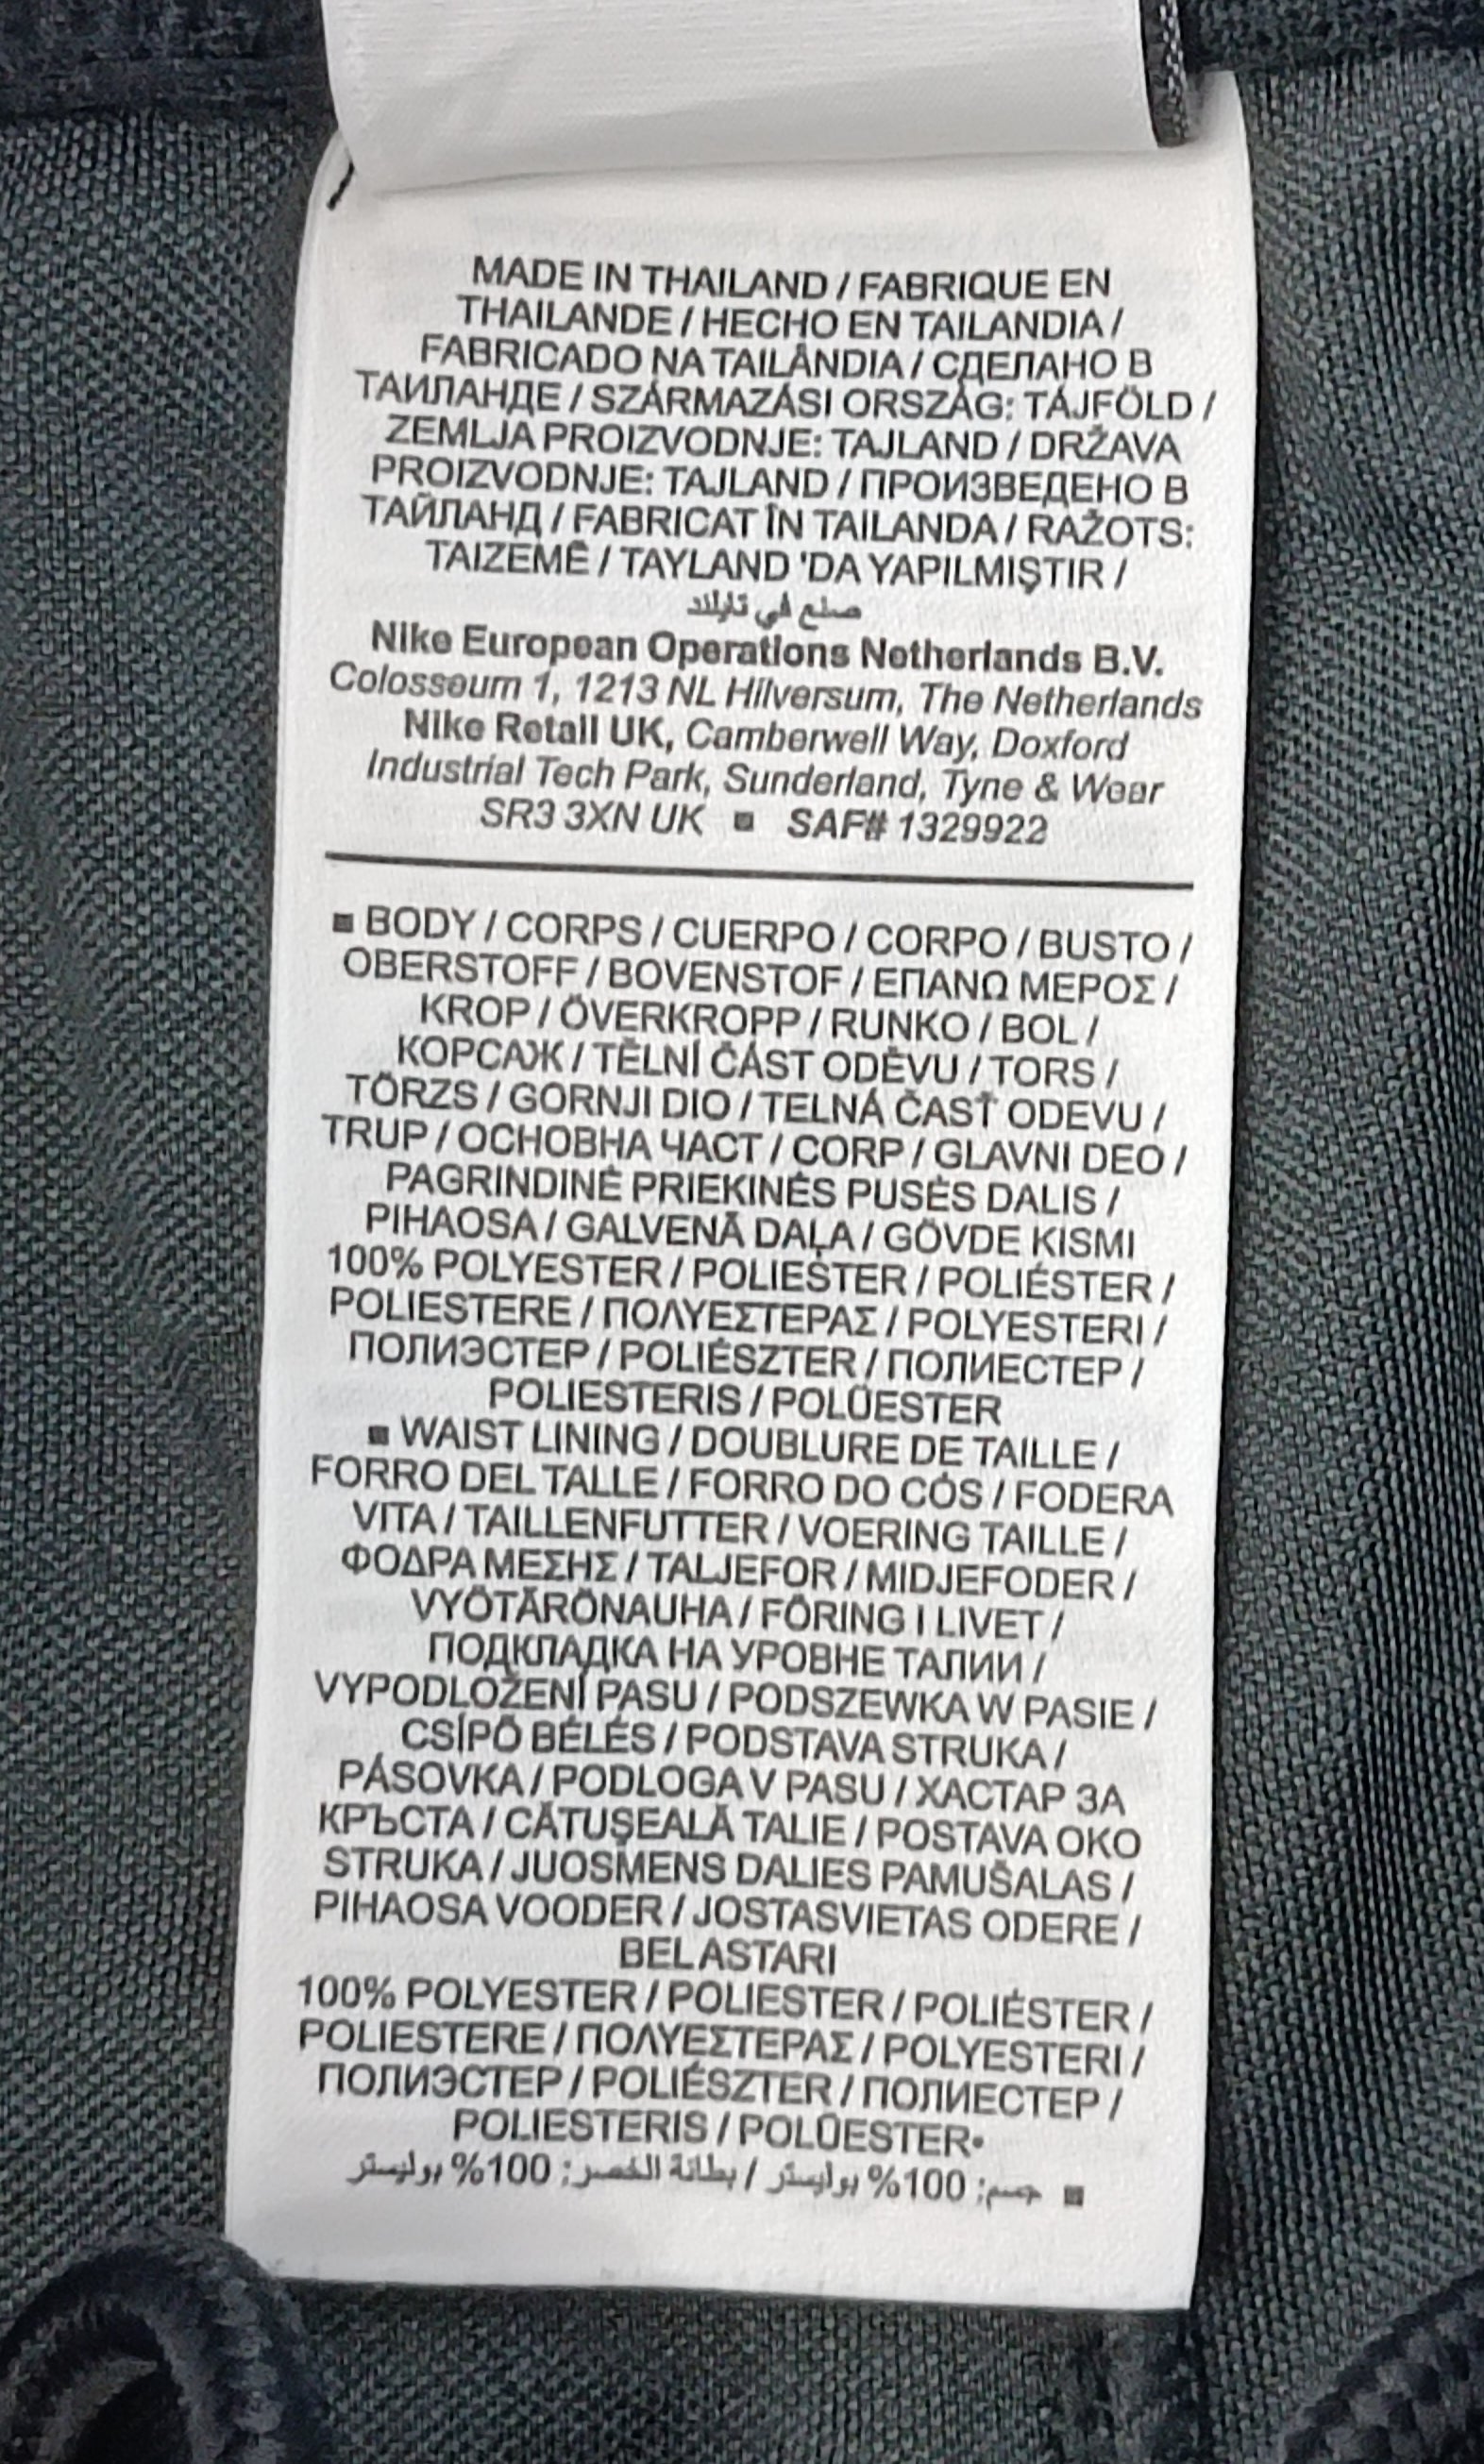 MADE IN THAILAND / FABRIQUE EN
THAILANDE / HECHO EN TAILANDIA /
FABRICADO NA TAILÂNDIA / СДЕЛАНО В
ТАИЛАНДЕ / SZÁRMAZÁSI ORSZÁG: TÁJFÖLD /
ZEMLJA PROIZVODNJE: TAJLAND / DRŽAVA
PROIZVODNJE: TAJLAND / ПРОИЗВЕДЕНО В
ТАЙЛАНД / FABRICAT ÎN TAILANDA / RAŽOTS:
TAIZEMĒ / TAYLAND 'DA YAPILMIŞTIR /
صنع في تايلاند
Nike European Operations Netherlands B.V.
Colosseum 1, 1213 NL Hilversum, The Netherlands
Nike Retail UK, Camberwell Way, Doxford
Industrial Tech Park, Sunderland, Tyne & Wear
SR3 3XN UK ▪ SAF# 1329922
▪ BODY / CORPS / CUERPO / CORPO / BUSTO /
OBERSTOFF / BOVENSTOF / ΕΠΑΝΩ ΜΕΡΟΣ /
KROP / ÖVERKROPP / RUNKO / BOL /
КОРСАЖ / TĚLNÍ ČÁST ODĚVU / TORS /
TÖRZS / GORNJI DIO / TELNÁ ČASŤ ODEVU /
TRUP / ОСНОВНА ЧАСТ / CORP / GLAVNI DEO /
PAGRINDINĖ PRIEKINĖS PUSĖS DALIS /
PIHAOSA / GALVENĀ DAĻA / GÖVDE KISMI
100% POLYESTER / POLIESTER / POLIÉSTER /
POLIESTERE / ΠΟΛΥΕΣΤΕΡΑΣ / POLYESTERI /
ПОЛИЭСТЕР / POLIÉSZTER / ПОЛИЕСТЕР /
POLIESTERIS / POLÜESTER
▪ WAIST LINING / DOUBLURE DE TAILLE /
FORRO DEL TALLE / FORRO DO CÓS / FODERA
VITA / TAILLENFUTTER / VOERING TAILLE /
ΦΟΔΡΑ ΜΕΣΗΣ / TALJEFOR / MIDJEFODER /
VYÖTÄRÖNAUHA / FÔRING I LIVET /
ПОДКЛАДКА НА УРОВНЕ ТАЛИИ /
VYPODLOŽENÍ PASU / PODSZEWKA W PASIE /
CSÍPŐ BÉLÉS / PODSTAVA STRUKA /
PÁSOVKA / PODLOGA V PASU / ХАСТАР ЗА
КРЪСТА / CĂTUȘEALĂ TALIE / POSTAVA OKO
STRUKA / JUOSMENS DALIES PAMUŠALAS /
PIHAOSA VOODER / JOSTASVIETAS ODERE /
BEL ASTARI
100% POLYESTER / POLIESTER / POLIÉSTER /
POLIESTERE / ΠΟΛΥΕΣΤΕΡΑΣ / POLYESTERI /
ПОЛИЭСТЕР / POLIÉSZTER / ПОЛИЕСТЕР /
POLIESTERIS / POLÜESTER•
▪ جسم: 100% بوليستر / بطانة الخصر: 100% بوليستر